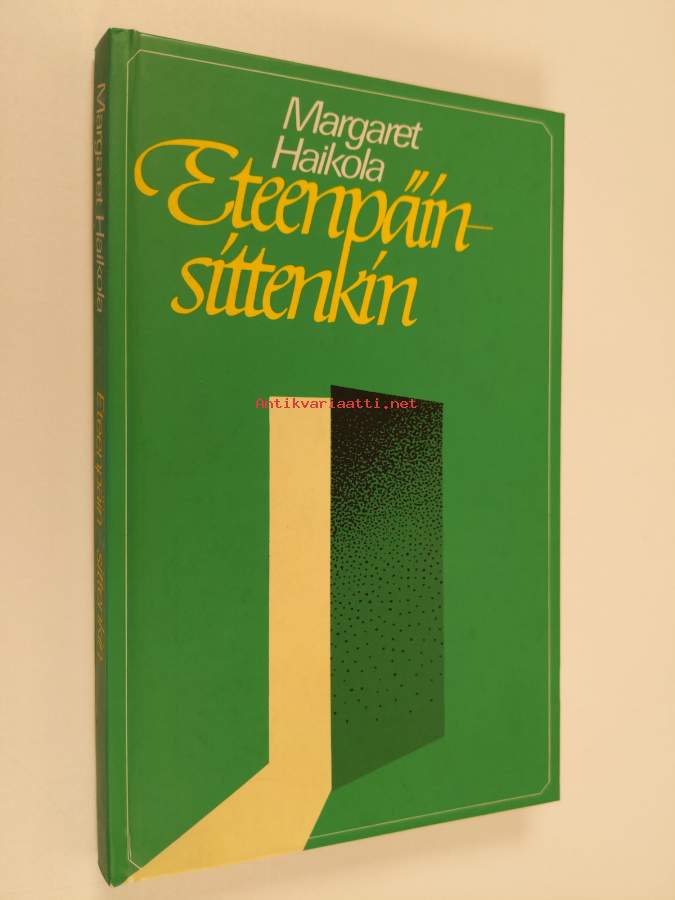 Margaret
Haikola
Eteenpäin–
sittenkin
Antikvariaatti.net
Margaret Haikola Eteenpäin – sittenkin